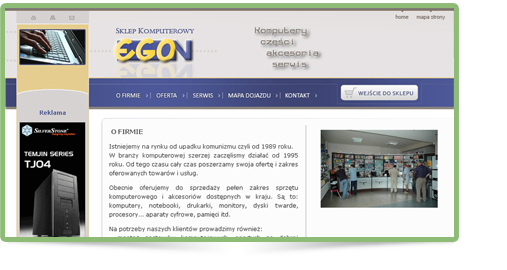 home mapa strony
SKLEP KOMPUTEROWY
EGON
Komputery
części
akcesoria
serwis
O FIRMIE OFERTA SERWIS MAPA DOJAZDU KONTAKT
WEJŚCIE DO SKLEPU
Reklama
SILVERSTONE
TEMJIN SERIES
TJ04
O FIRMIE
Istniejemy na rynku od upadku komunizmu czyli od 1989 roku.
W branży komputerowej szerzej zaczęlismy działać od 1995
roku. Od tego czasu cały czas poszerzamy swoja ofertę i zakres
oferowanych towarów i usług.
Obecnie oferujemy do sprzedaży pełen zakres sprzętu
komputerowego i akcesoriów dostępnych w kraju. Są to:
komputery, notebooki, drukarki, monitory, dyski twarde,
procesory... aparaty cyfrowe, pamięci itd.
Na potrzeby naszych klientów prowadzimy również: